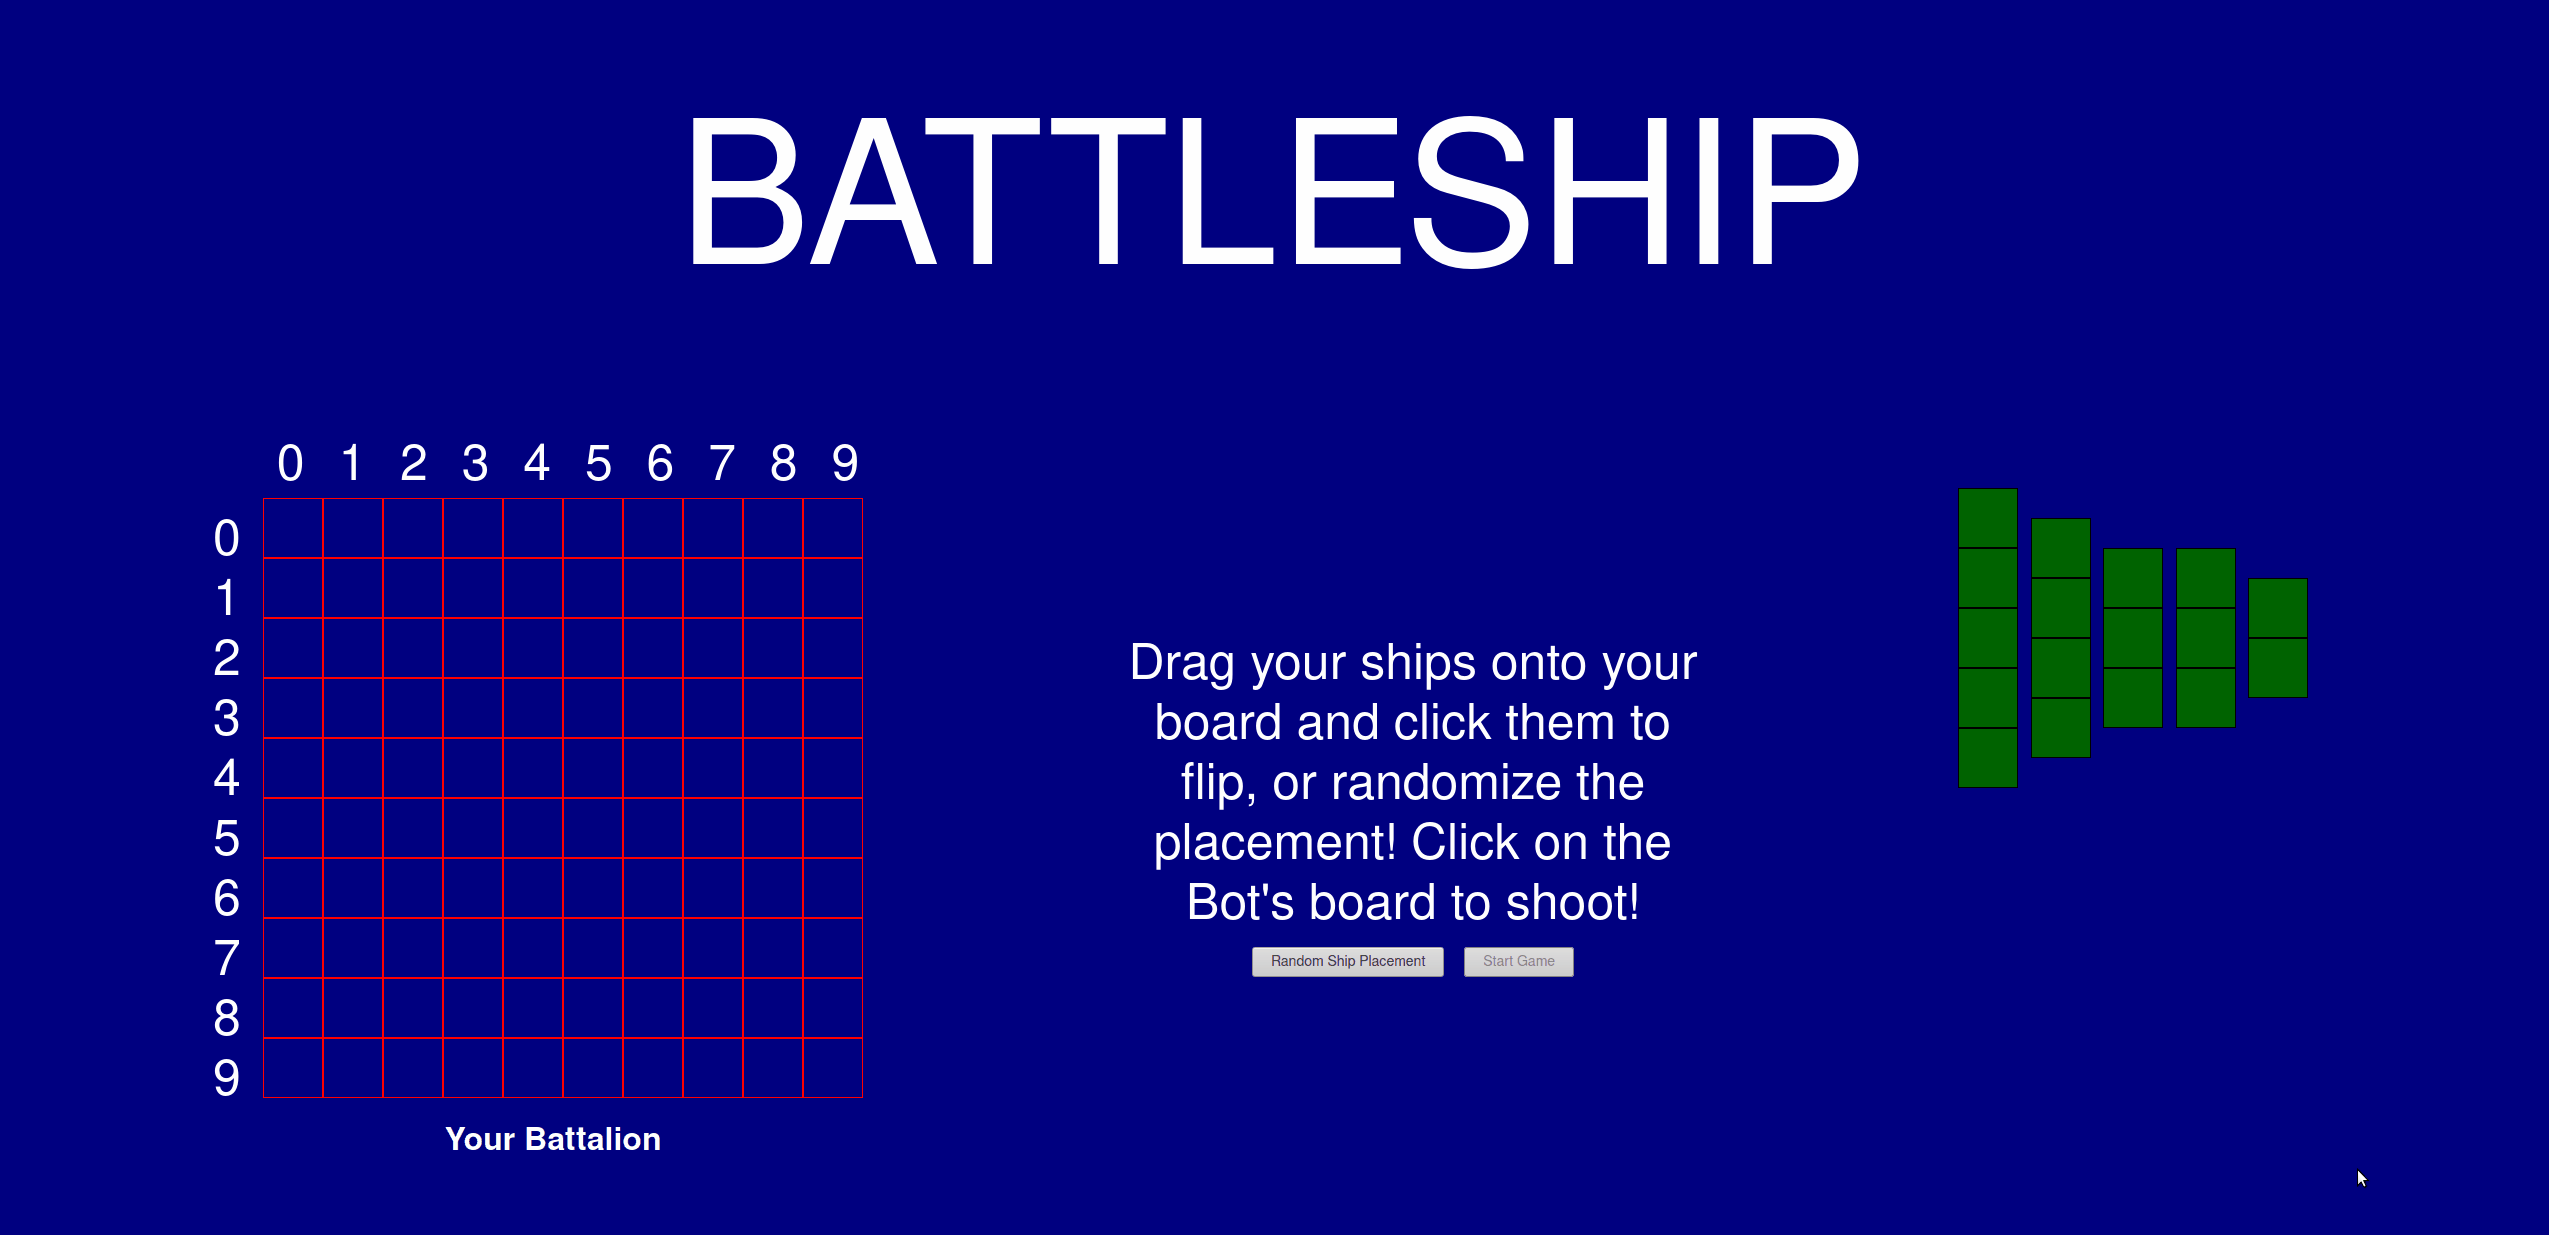 BATTLESHIP
0 1 2 3 4 5 6 7 8 9
0
1
2
3
4
5
6
7
8
9
Your Battalion
Drag your ships onto your
board and click them to
flip, or randomize the
placement! Click on the
Bot's board to shoot!
Random Ship Placement
Start Game